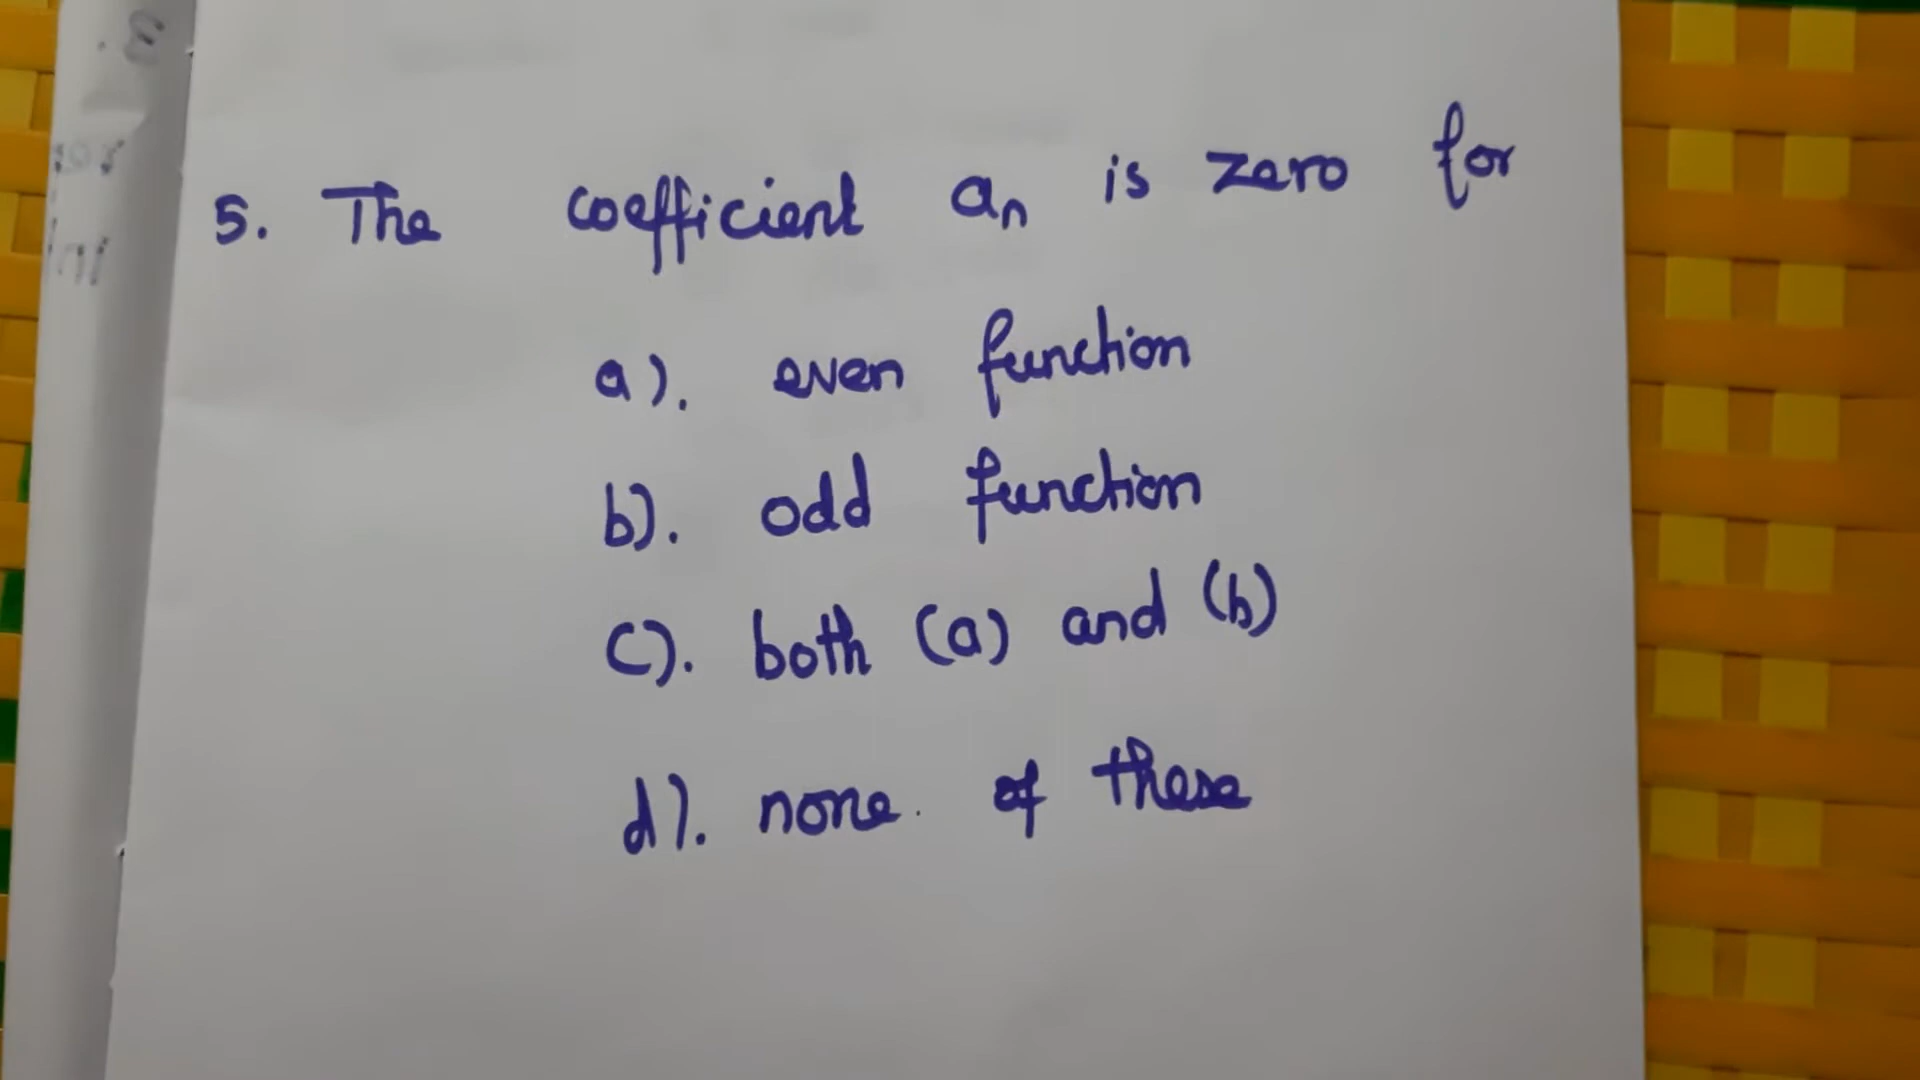 5. The coefficient an is zero for
a). even function
b). odd function
c). both (a) and (b)
d). none. of these